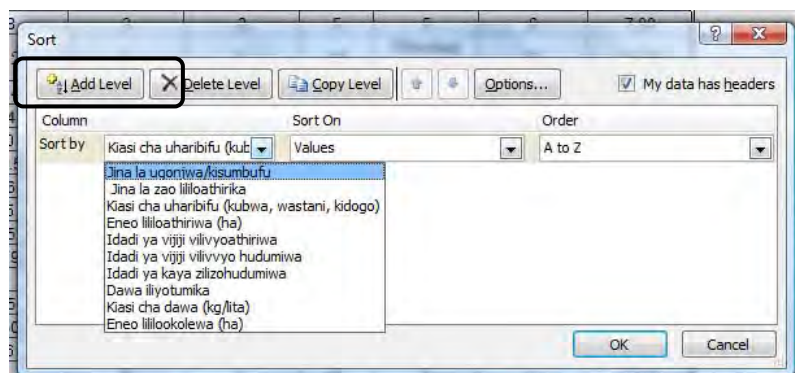 Sort
Add Level Delete Level Copy Level Options... My data has headers
Column Sort On Order
Sort by Kiasi cha uharibifu (kub Values A to Z
Jina la ugonjwa/kisumbufu
Jina la zao lililoathirika
Kiasi cha uharibifu (kubwa, wastani, kidogo)
Eneo lililoathiriwa (ha)
Idadi ya vijiji vilivyoathiriwa
Idadi ya vijiji vilivvyo hudumiwa
Idadi ya kaya zilizohudumiwa
Dawa iliyotumika
Kiasi cha dawa (kg/lita)
Eneo lililookolewa (ha)
OK Cancel